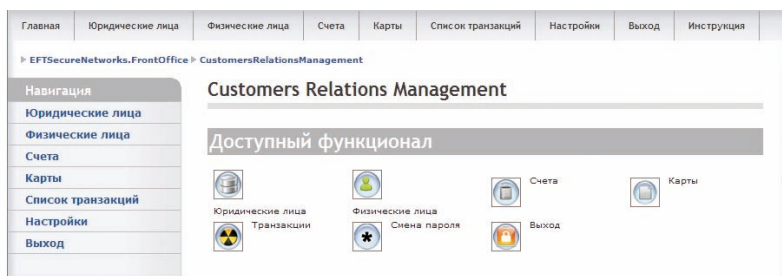 Главная Юридические лица Физические лица Счета Карты Список транзакций Настройки Выход Инструкция
EFTSecureNetworks.FrontOffice CustomersRelationsManagement
Навигация
Юридические лица
Физические лица
Счета
Карты
Список транзакций
Настройки
Выход
Customers Relations Management
Доступный функционал
Юридические лица
Физические лица
Счета
Карты
Транзакции
Смена пароля
Выход